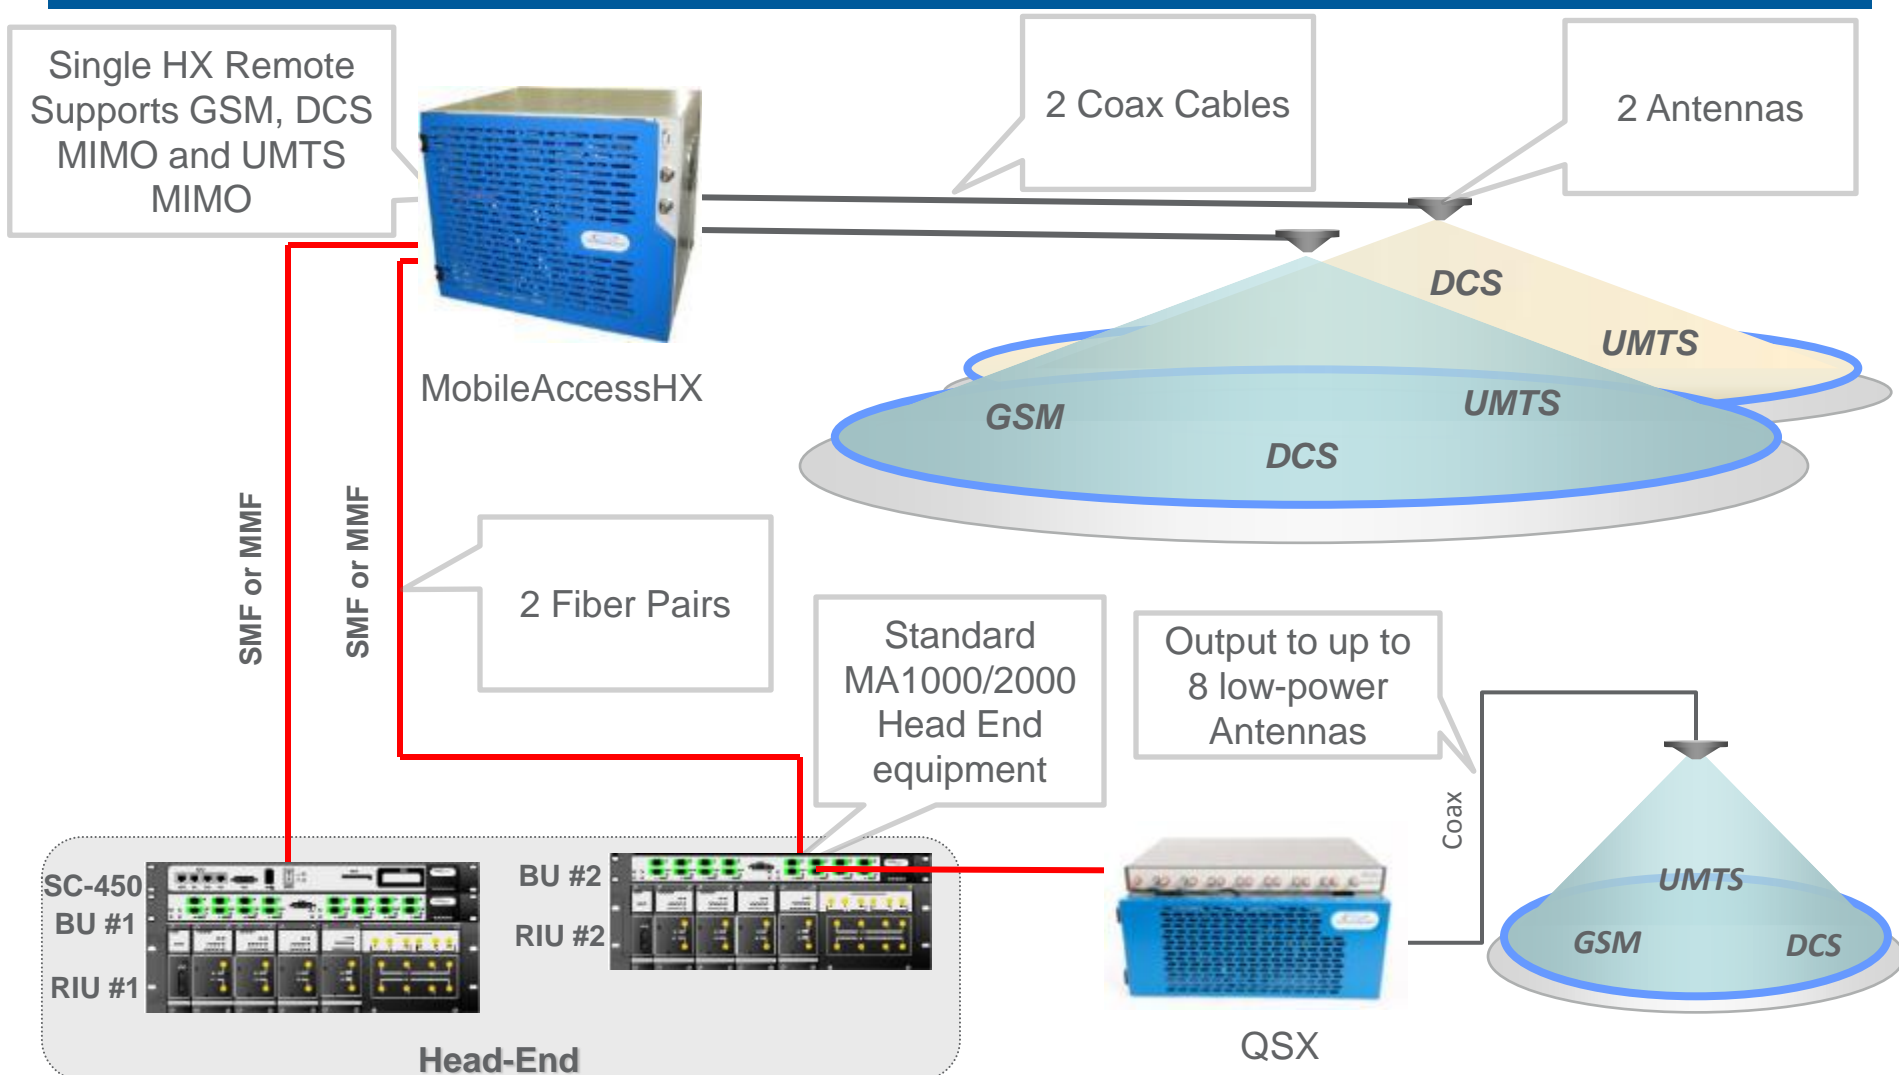 Single HX Remote
Supports GSM, DCS
MIMO and UMTS
MIMO
2 Coax Cables
2 Antennas
DCS
UMTS
MobileAccessHX
GSM
UMTS
DCS
SMF or MMF
SMF or MMF
2 Fiber Pairs
Standard
MA1000/2000
Head End
equipment
Output to up to
8 low-power
Antennas
Coax
SC-450
BU #1
RIU #1
BU #2
RIU #2
UMTS
GSM
DCS
QSX
Head-End